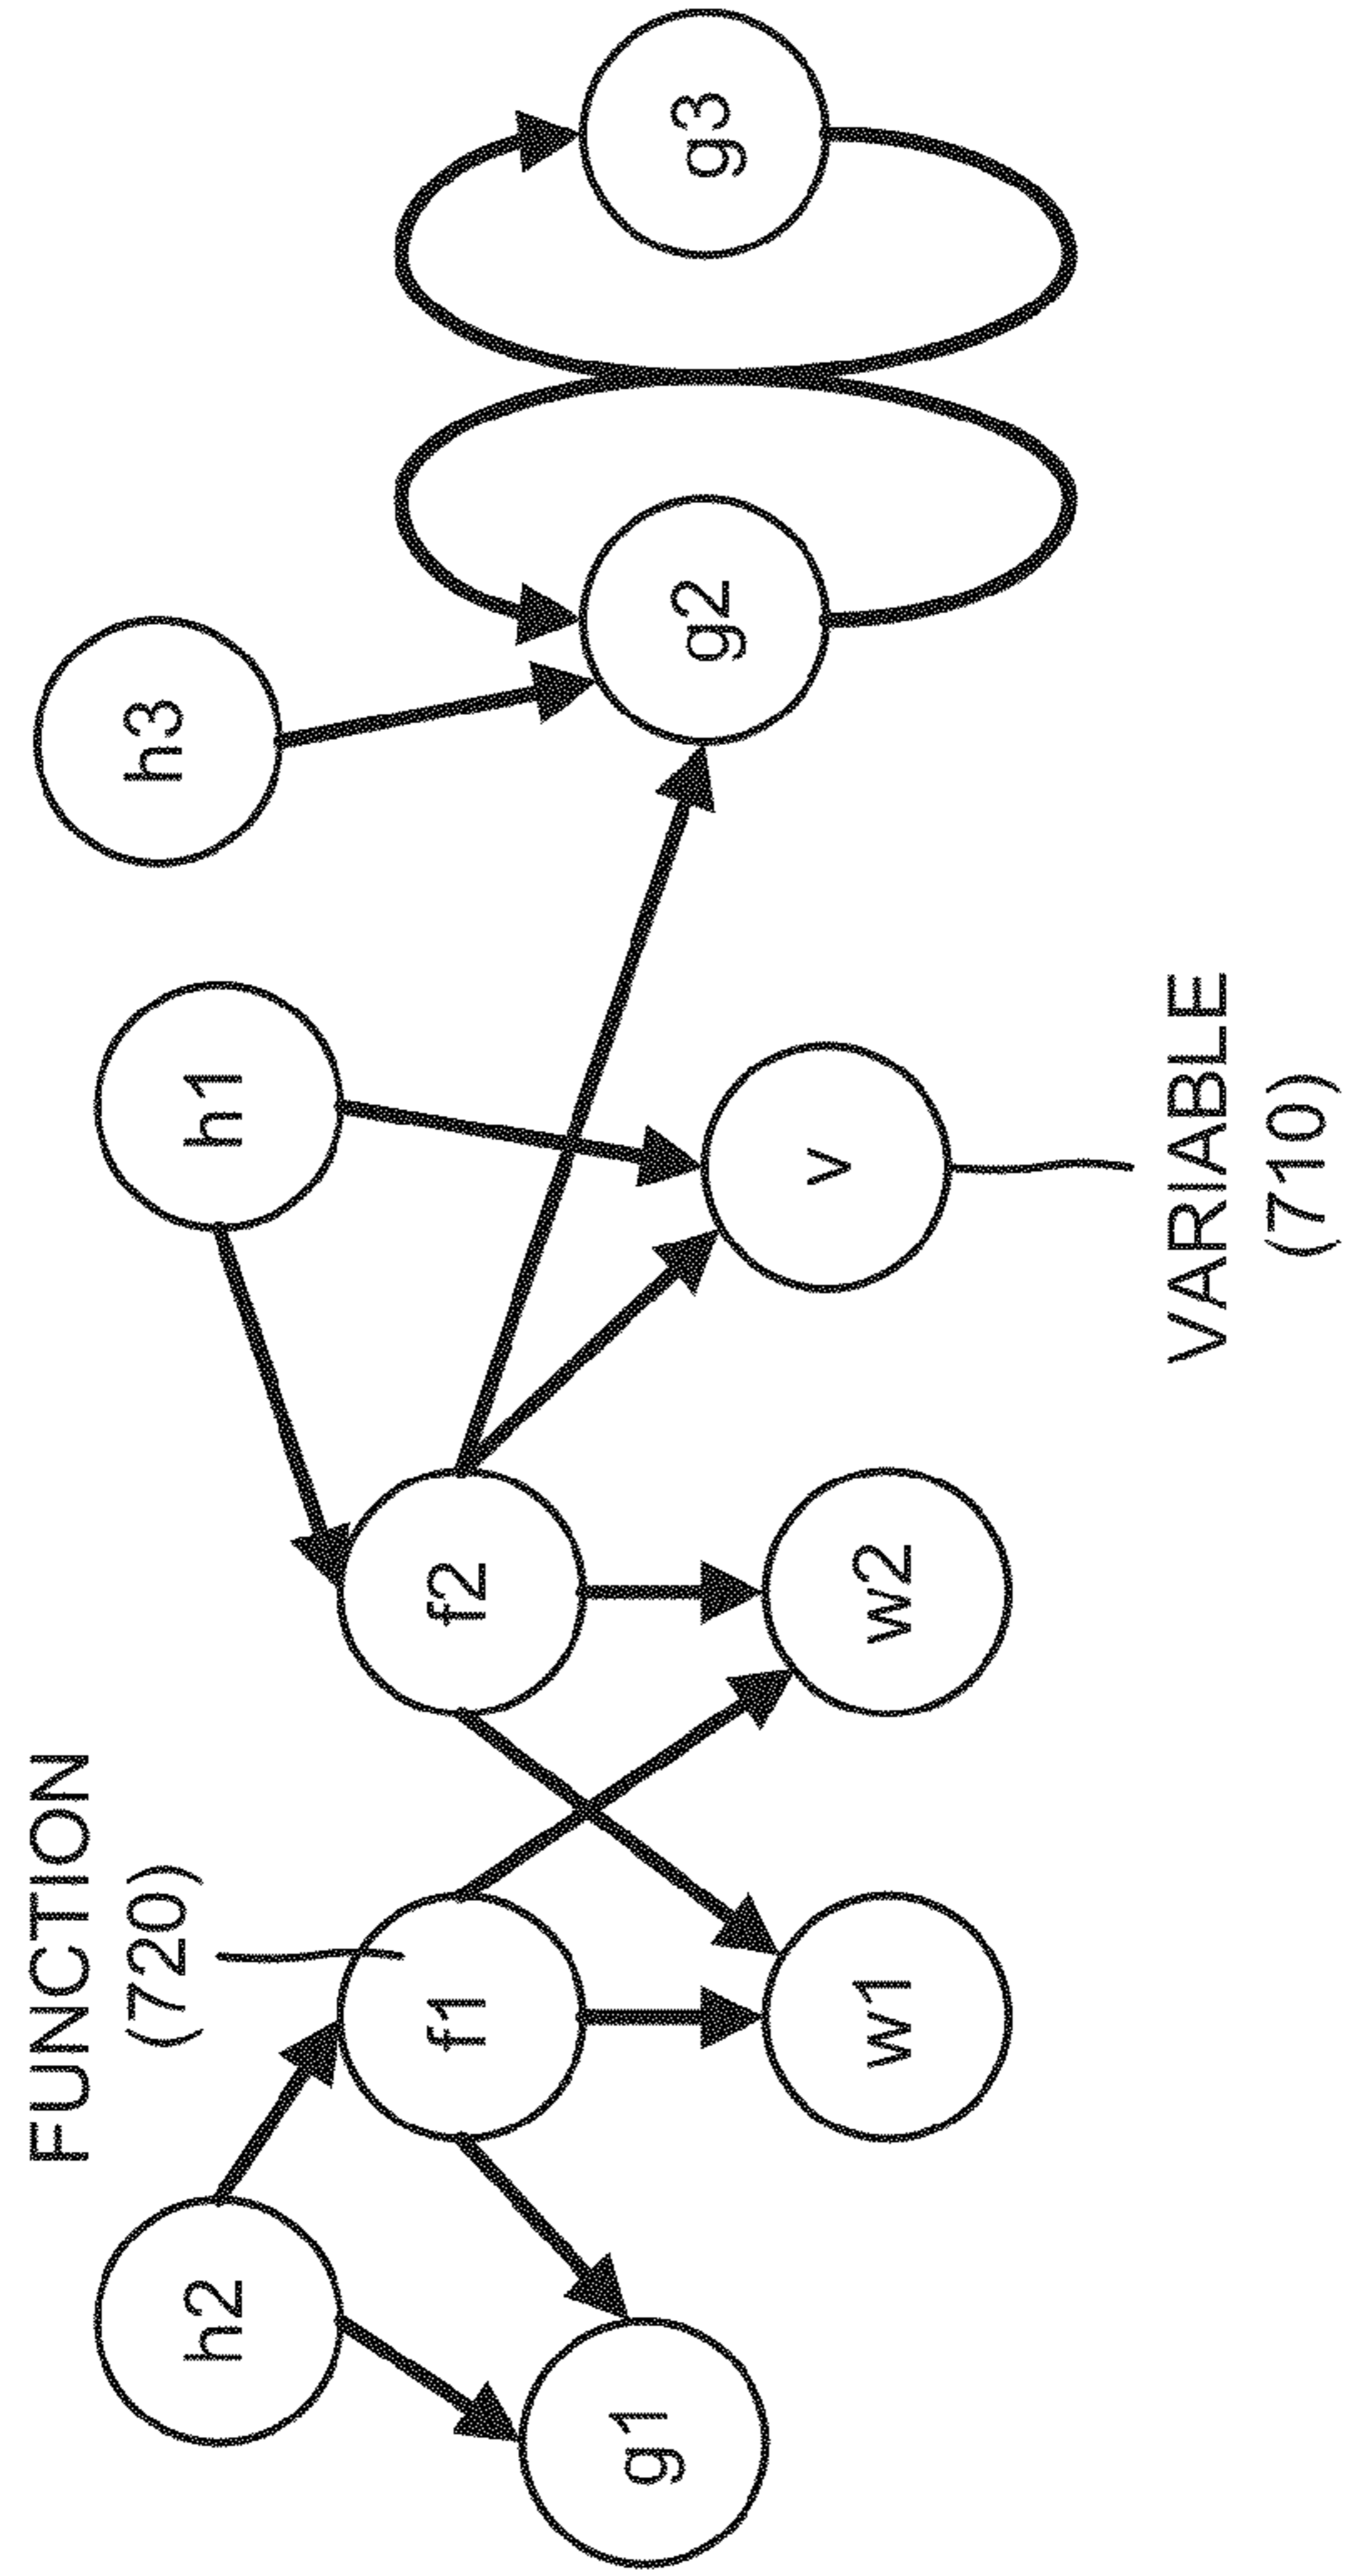 FUNCTION
(720)
h2
h1
h3
f1
f2
g1
g2
g3
w1
w2
v
VARIABLE
(710)